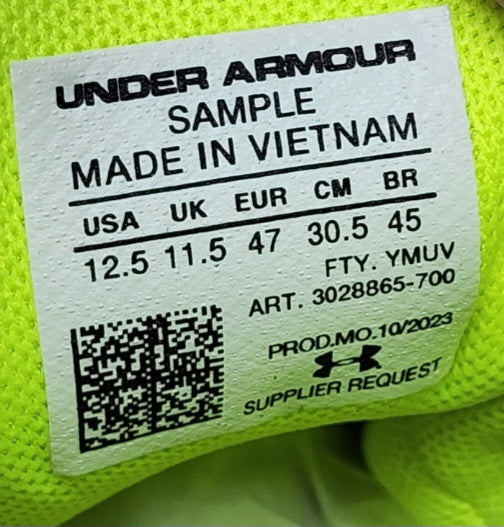 UNDER ARMOUR
SAMPLE
MADE IN VIETNAM
USA UK EUR CM BR
12.5 11.5 47 30.5 45
FTY. YMUV
ART. 3028865-700
PROD.MO.10/2023
SUPPLIER REQUEST